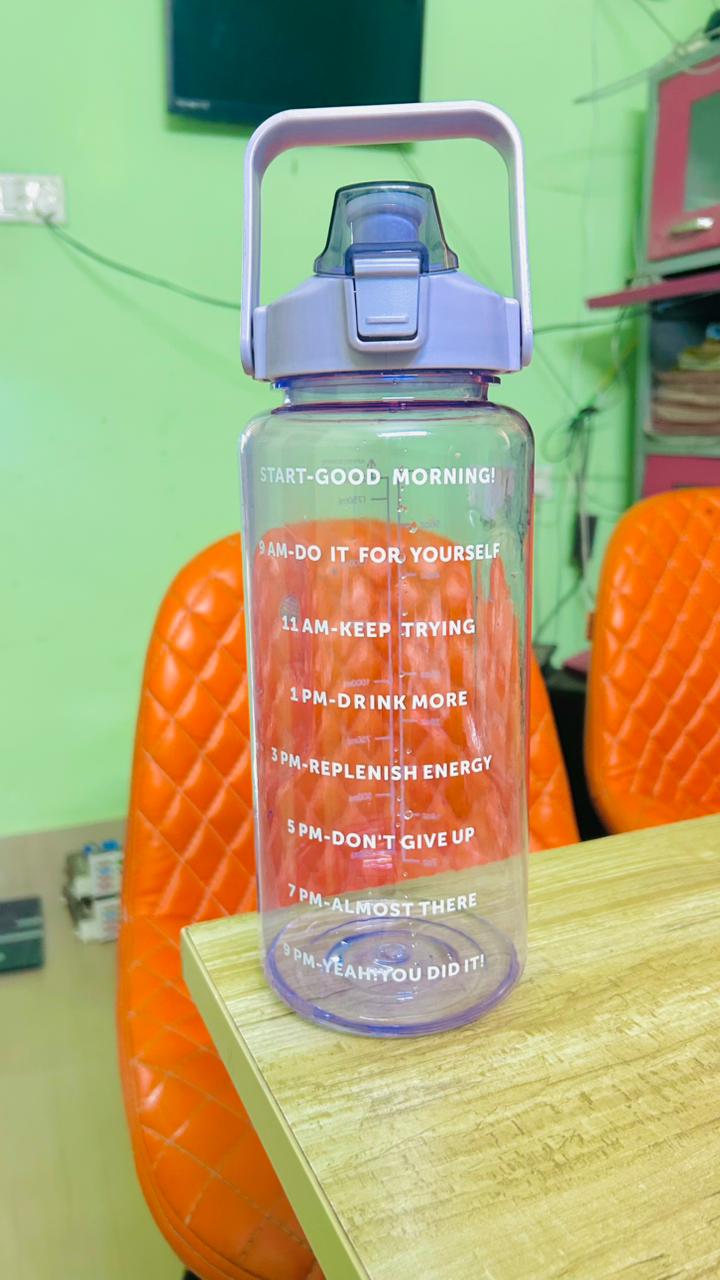 START-GOOD MORNING!
9 AM-DO IT FOR YOURSELF
11 AM-KEEP TRYING
1 PM-DRINK MORE
3 PM-REPLENISH ENERGY
5 PM-DON'T GIVE UP
7 PM-ALMOST THERE
9 PM-YEAH!YOU DID IT!